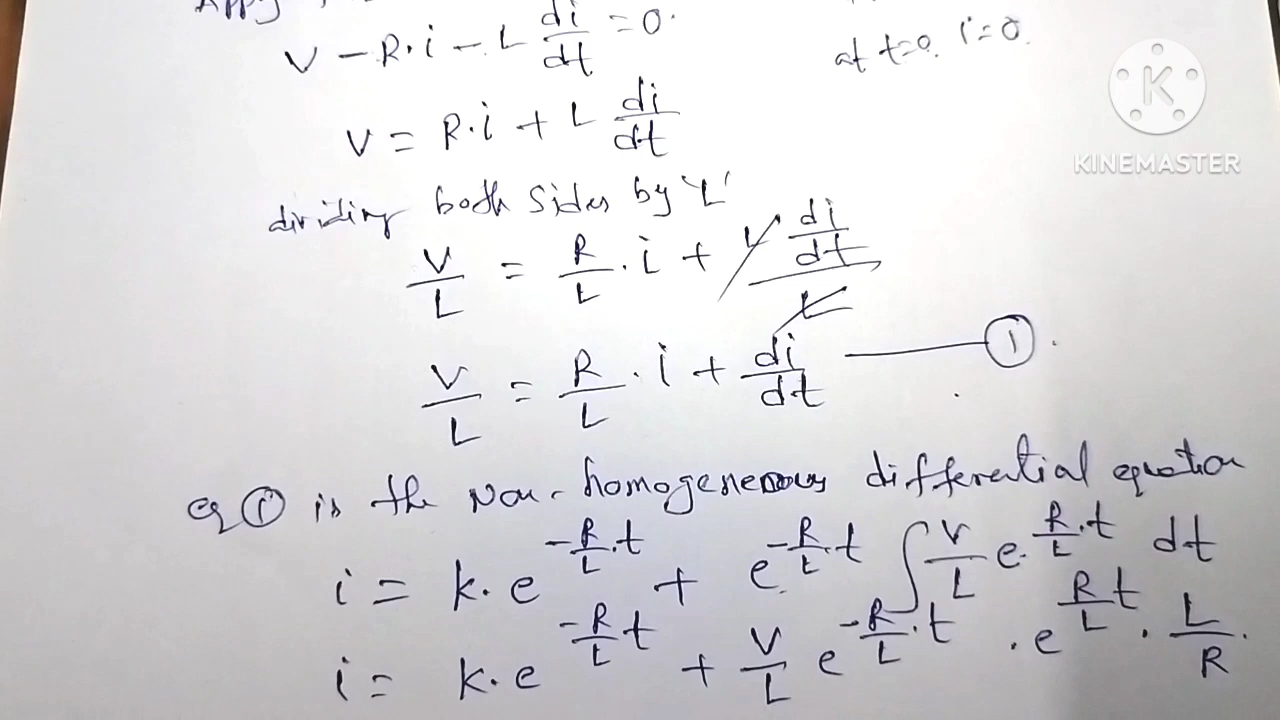 V - R·i - L di/dt = 0.
at t=0, i=0
K
KINEMASTER
V = R·i + L di/dt
dividing both sides by 'L'
V/L = R/L · i + L di/dt / L
V/L = R/L · i + di/dt —— ①
eq ① is the Non-homogeneous differential equation
i = k·e^(-R/L·t) + e^(-R/L·t) ∫ V/L e^(R/L·t) dt
i = k·e^(-R/L t) + V/L e^(-R/L·t) · e^(R/L t) · L/R.